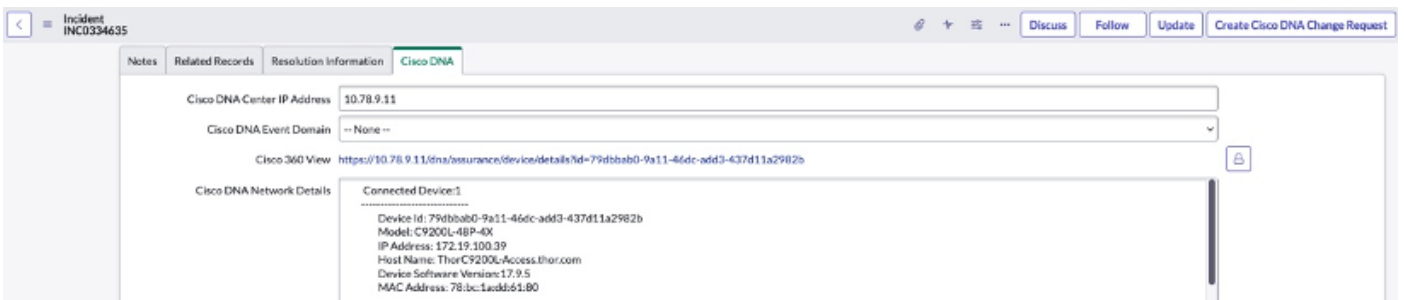 Incident
INC0334635
Discuss Follow Update Create Cisco DNA Change Request
Notes Related Records Resolution Information Cisco DNA
Cisco DNA Center IP Address 10.78.9.11
Cisco DNA Event Domain -- None --
Cisco 360 View https://10.78.9.11/dna/assurance/device/details?id=79dbbab0-9a11-46dc-add3-437d11a2982b
Cisco DNA Network Details Connected Device:1
------------------------------
Device Id: 79dbbab0-9a11-46dc-add3-437d11a2982b
Model: C9200L-48P-4X
IP Address: 172.19.100.39
Host Name: ThorC9200L-Access.thor.com
Device Software Version:17.9.5
MAC Address: 78:bc:1a:dd:61:80